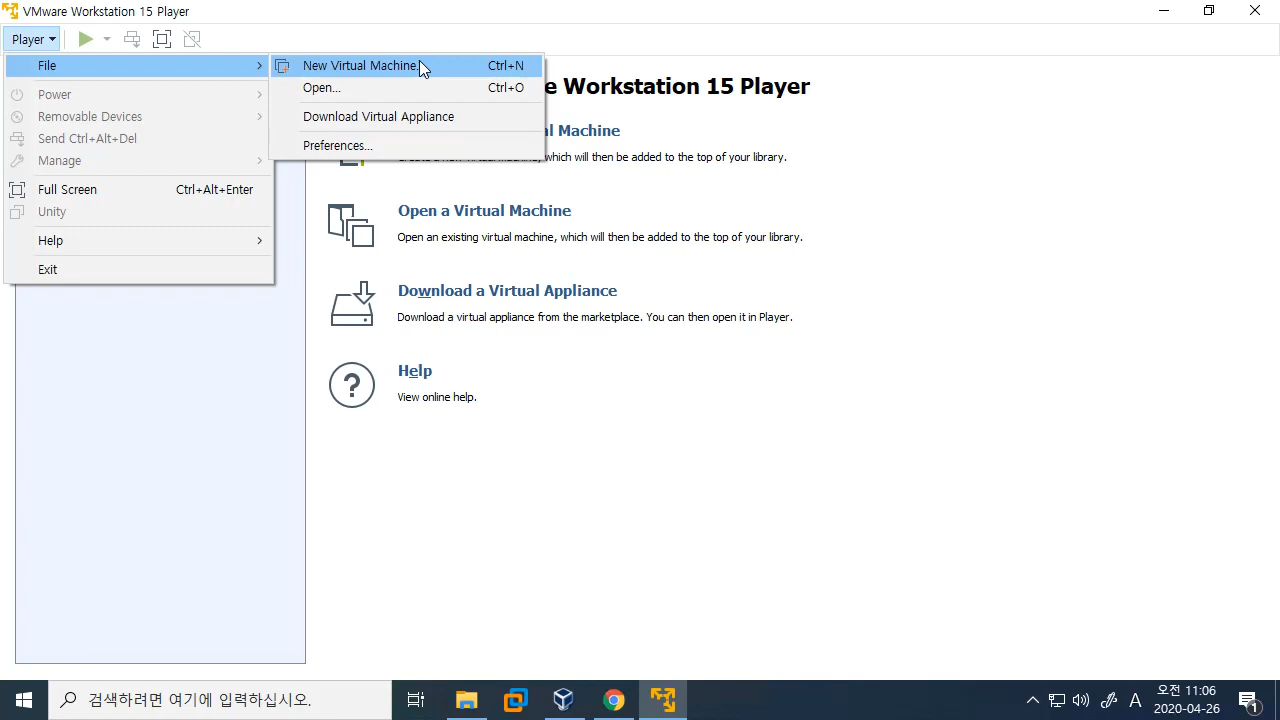 VMware Workstation 15 Player
Player
File
New Virtual Machine... Ctrl+N
Open... Ctrl+O
Download Virtual Appliance
Preferences...
Power
Removable Devices
Send Ctrl+Alt+Del
Manage
Full Screen Ctrl+Alt+Enter
Unity
Help
Exit
e Workstation 15 Player
al Machine
which will then be added to the top of your library.
Open a Virtual Machine
Open an existing virtual machine, which will then be added to the top of your library.
Download a Virtual Appliance
Download a virtual appliance from the marketplace. You can then open it in Player.
Help
View online help.
검색하려면 여기에 입력하십시오.
A
오전 11:06
2020-04-26
1